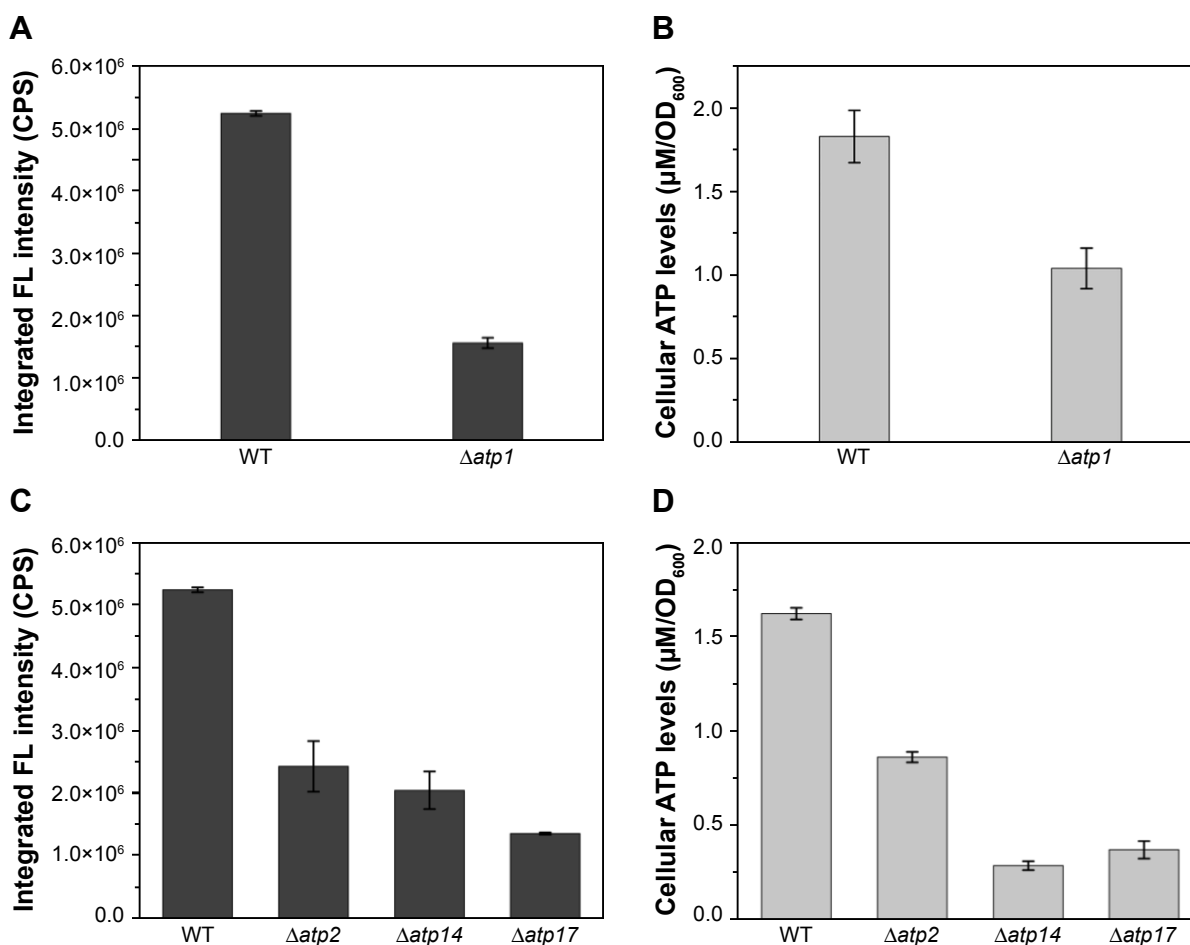 A
Integrated FL intensity (CPS)
6.0×10⁶
5.0×10⁶
4.0×10⁶
3.0×10⁶
2.0×10⁶
1.0×10⁶
0.0
WT
Δatp1
B
Cellular ATP levels (µM/OD₆₀₀)
2.0
1.5
1.0
0.5
0.0
WT
Δatp1
C
Integrated FL intensity (CPS)
6.0×10⁶
5.0×10⁶
4.0×10⁶
3.0×10⁶
2.0×10⁶
1.0×10⁶
0.0
WT
Δatp2
Δatp14
Δatp17
D
Cellular ATP levels (µM/OD₆₀₀)
2.0
1.5
1.0
0.5
0.0
WT
Δatp2
Δatp14
Δatp17